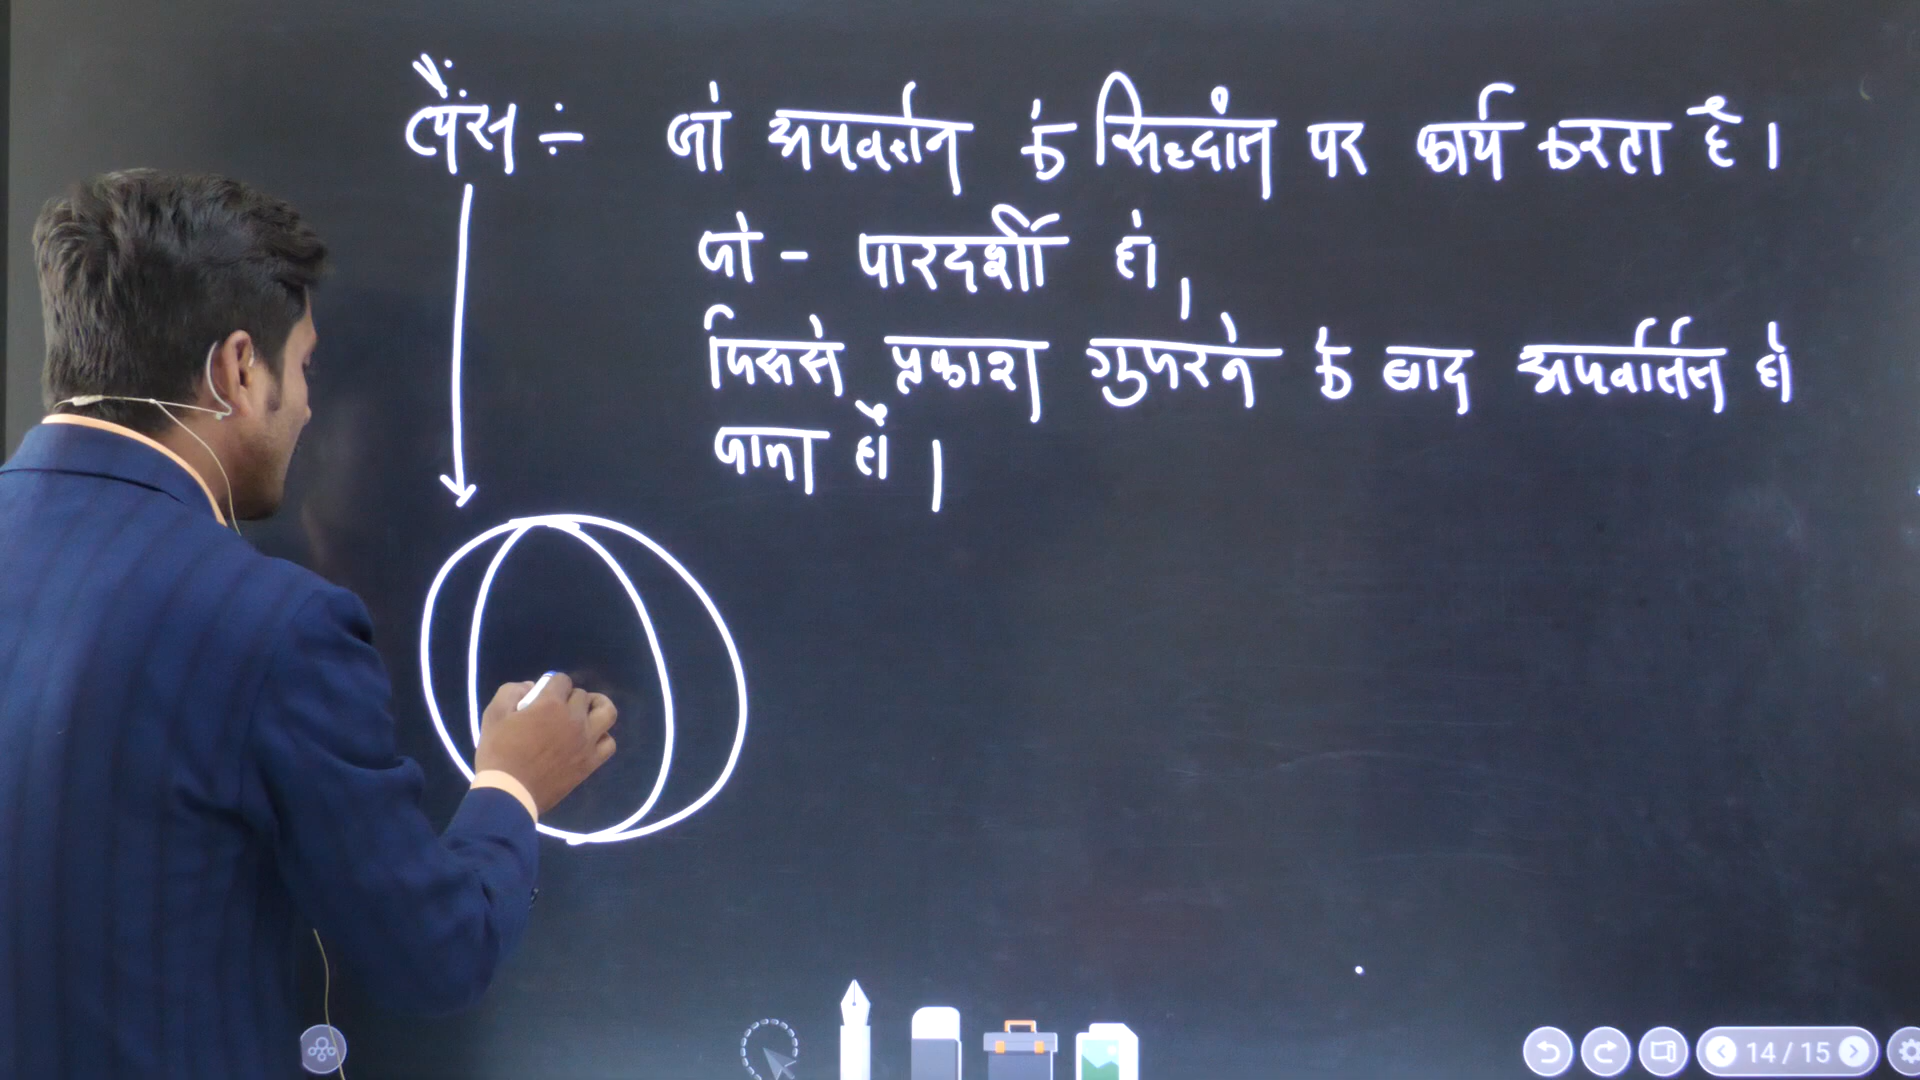 लैंस ÷ जो अपवर्तन के सिद्दांत पर कार्य करता है।
जो - पारदर्शी हो,
जिससे प्रकाश गुजरने के बाद अपवर्तित हो
जाता हों।
14 / 15